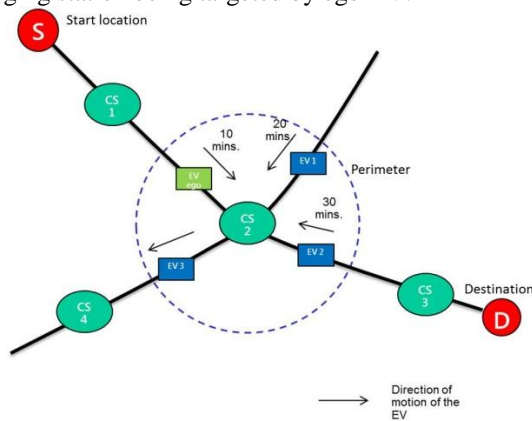 Start location
S
CS
1
10
mins.
20
mins.
EV 1
Perimeter
EV
ego
30
mins.
CS
2
EV 2
EV 3
Destination
CS
3
CS
4
D
Direction of
motion of the
EV